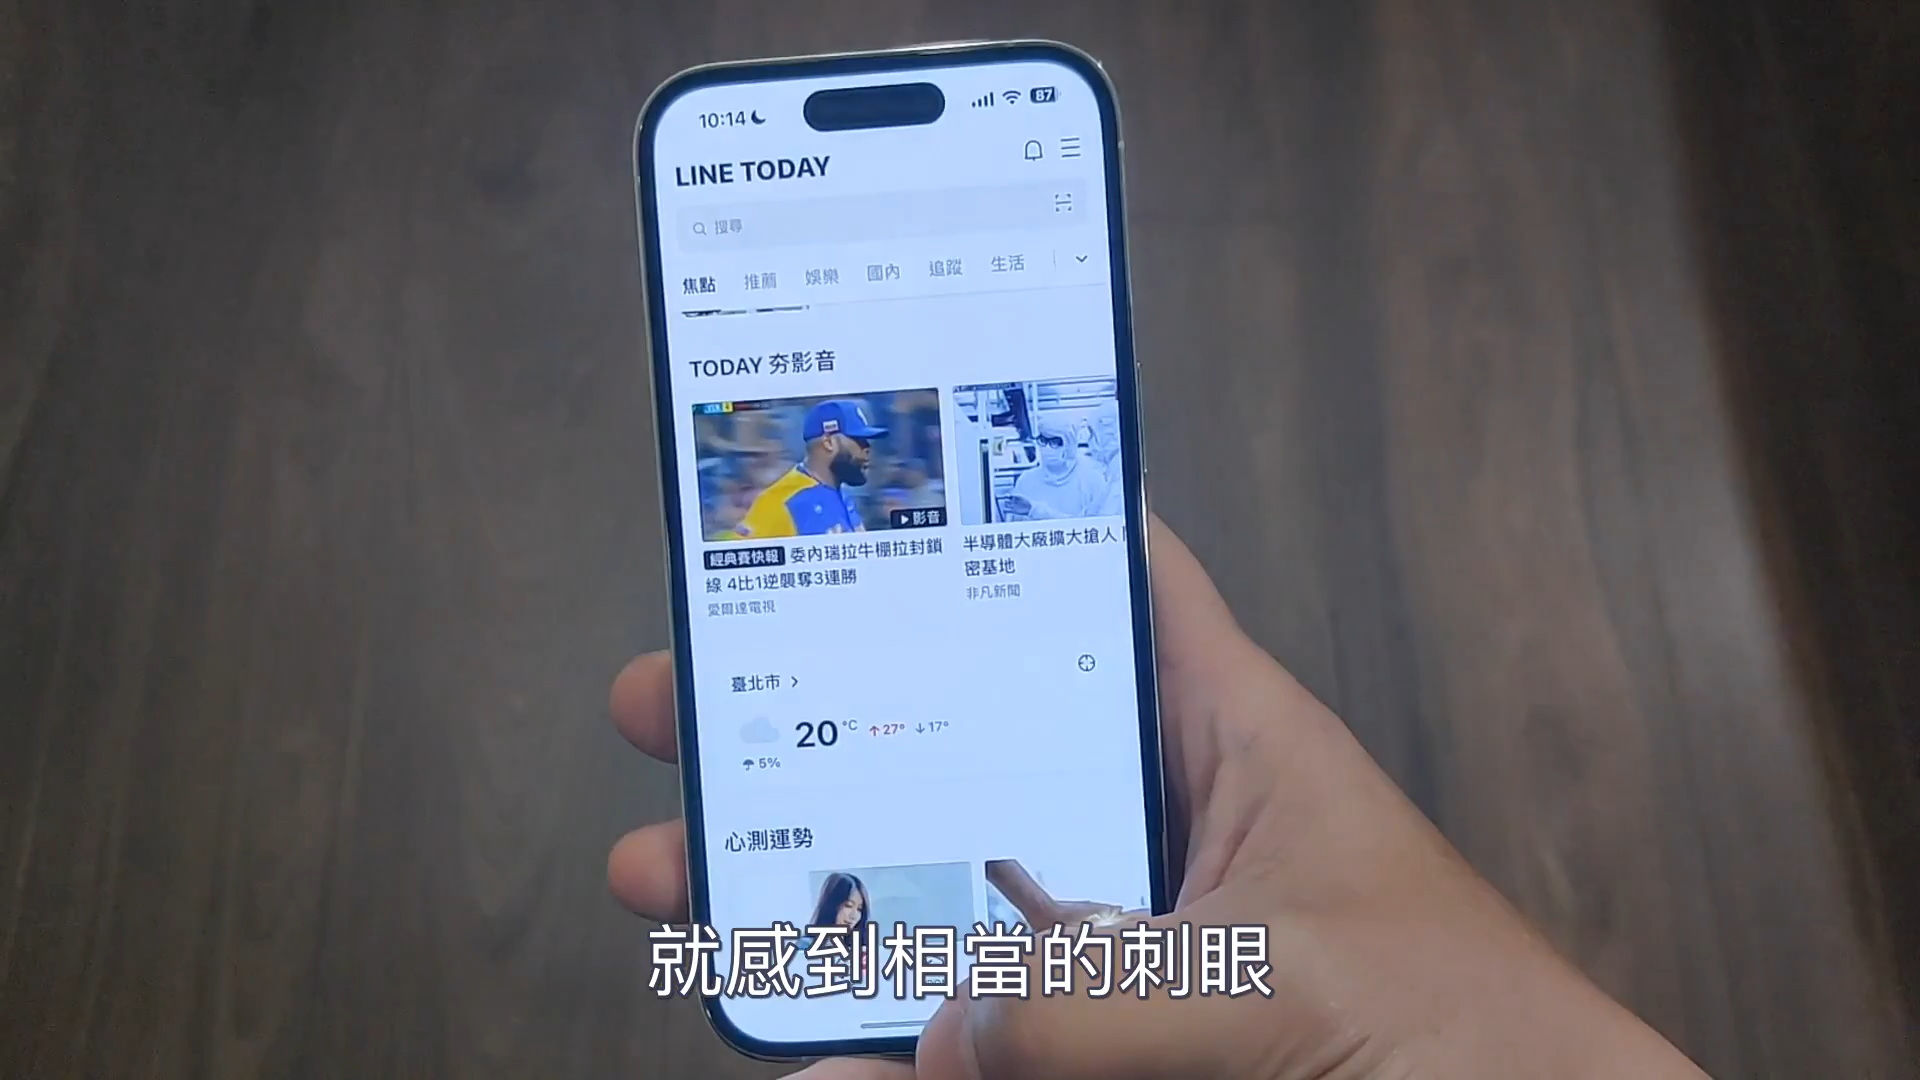 10:14
87
LINE TODAY
搜尋
焦點 推薦 娛樂 國內 追蹤 生活
TODAY 夯影音
影音
經典賽快報 委內瑞拉牛棚拉封鎖
線 4比1逆襲奪3連勝
愛爾達電視
半導體大廠擴大搶人
密基地
非凡新聞
臺北市
20 °C ↑27° ↓17°
5%
心測運勢
就感到相當的刺眼